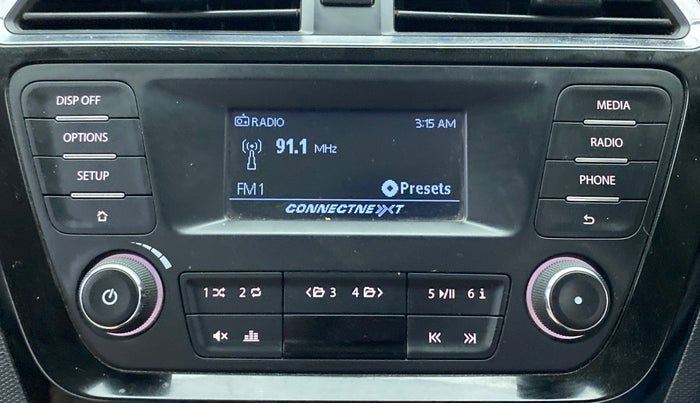 DISP OFF
OPTIONS
SETUP
RADIO 3:15 AM
91.1 MHz
FM1 Presets
CONNECTNEXT
MEDIA
RADIO
PHONE
1 2 3 4 5 6 i